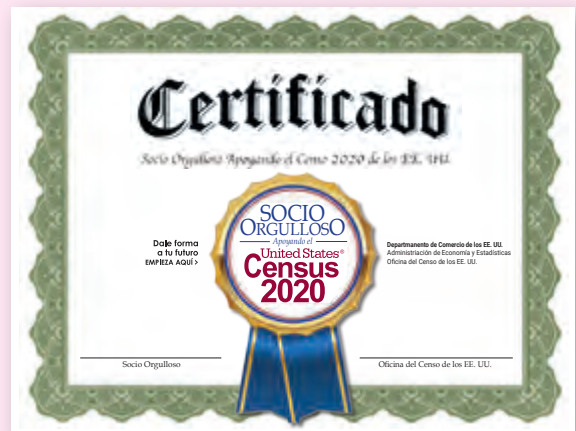 Certificado
Socio Orgulloso Apoyando el Censo 2020 de los EE. UU.
SOCIO
ORGULLOSO
Apoyando el
United States®
Census
2020
Dale forma
a tu futuro
EMPIEZA AQUÍ >
Departmanento de Comercio de los EE. UU.
Administración de Economía y Estadísticas
Oficina del Censo de los EE. UU.
Socio Orgulloso
Oficina del Censo de los EE. UU.